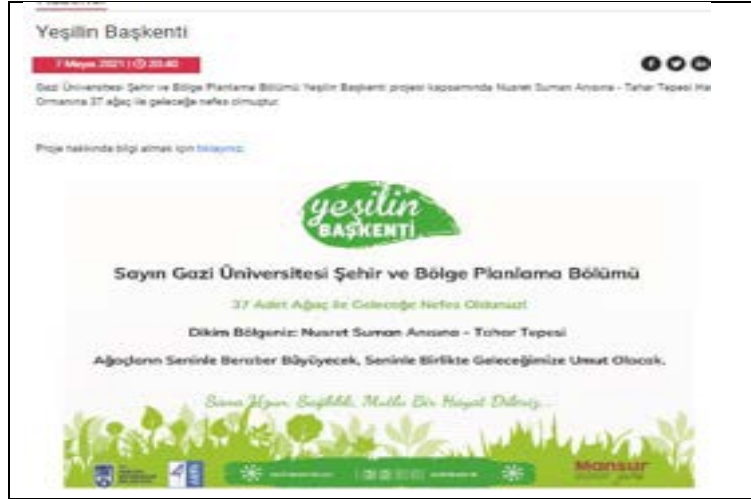 Yeşilin Başkenti
7 Mayıs 2021 | 20:40
Gazi Üniversitesi Şehir ve Bölge Planlama Bölümü Yeşilin Başkenti projesi kapsamında Nusret Suman Anısına - Tahar Tepesi
Ormanına 37 ağaç ile geleceğe nefes olmuştur.
Proje hakkında bilgi almak için tıklayınız.
yeşilin
BAŞKENTİ
Sayın Gazi Üniversitesi Şehir ve Bölge Planlama Bölümü
37 Adet Ağaç ile Geleceğe Nefes Oldunuz!
Dikim Bölgeniz: Nusret Suman Anısına - Tahar Tepesi
Ağaçların Seninle Beraber Büyüyecek, Seninle Birlikte Geleceğimize Umut Olacak.
Sana Uzun, Sağlıklı, Mutlu Bir Hayat Dileriz...
Mansur